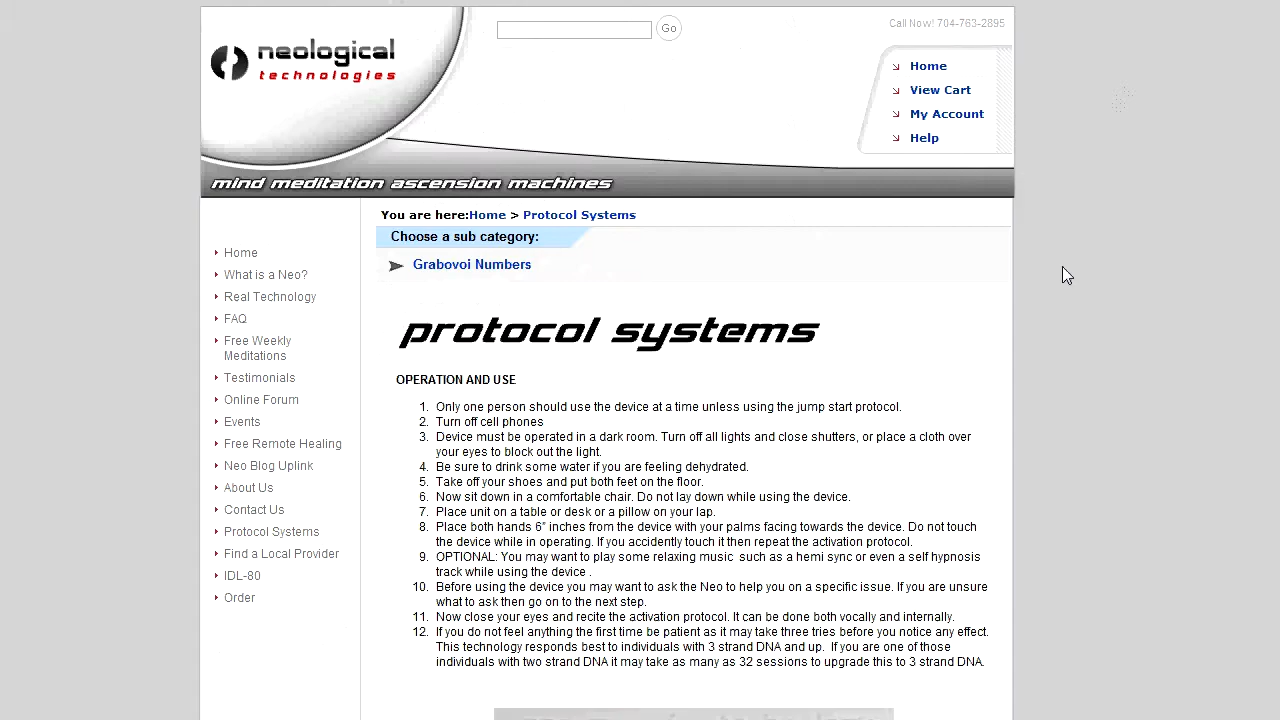 Call Now! 704-763-2895
Go
neological
technologies
Home
View Cart
My Account
Help
mind meditation ascension machines
You are here:Home > Protocol Systems
Choose a sub category:
Grabovoi Numbers
Home
What is a Neo?
Real Technology
FAQ
Free Weekly
Meditations
Testimonials
Online Forum
Events
Free Remote Healing
Neo Blog Uplink
About Us
Contact Us
Protocol Systems
Find a Local Provider
IDL-80
Order
protocol systems
OPERATION AND USE
1. Only one person should use the device at a time unless using the jump start protocol.
2. Turn off cell phones
3. Device must be operated in a dark room. Turn off all lights and close shutters, or place a cloth over
your eyes to block out the light.
4. Be sure to drink some water if you are feeling dehydrated.
5. Take off your shoes and put both feet on the floor.
6. Now sit down in a comfortable chair. Do not lay down while using the device.
7. Place unit on a table or desk or a pillow on your lap.
8. Place both hands 6" inches from the device with your palms facing towards the device. Do not touch
the device while in operating. If you accidently touch it then repeat the activation protocol.
9. OPTIONAL: You may want to play some relaxing music such as a hemi sync or even a self hypnosis
track while using the device .
10. Before using the device you may want to ask the Neo to help you on a specific issue. If you are unsure
what to ask then go on to the next step.
11. Now close your eyes and recite the activation protocol. It can be done both vocally and internally.
12. If you do not feel anything the first time be patient as it may take three tries before you notice any effect.
This technology responds best to individuals with 3 strand DNA and up. If you are one of those
individuals with two strand DNA it may take as many as 32 sessions to upgrade this to 3 strand DNA.